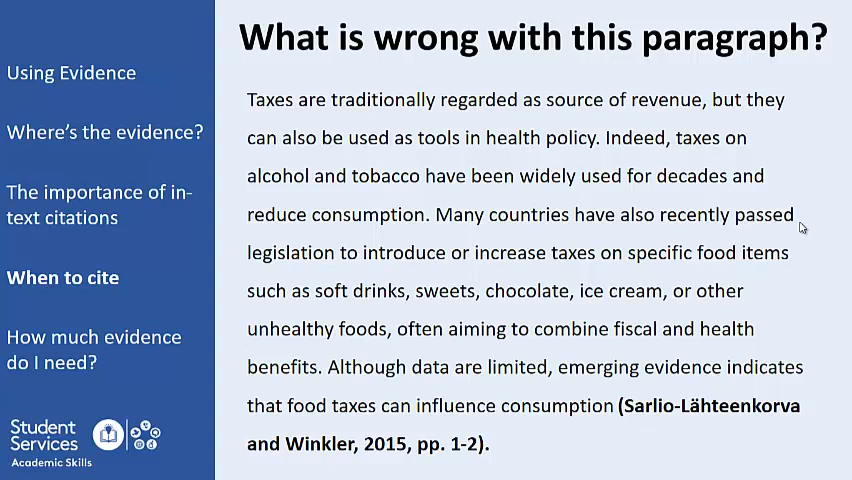 What is wrong with this paragraph?
Using Evidence
Where's the evidence?
The importance of in-
text citations
When to cite
How much evidence
do I need?
Student
Services
Academic Skills
Taxes are traditionally regarded as source of revenue, but they
can also be used as tools in health policy. Indeed, taxes on
alcohol and tobacco have been widely used for decades and
reduce consumption. Many countries have also recently passed
legislation to introduce or increase taxes on specific food items
such as soft drinks, sweets, chocolate, ice cream, or other
unhealthy foods, often aiming to combine fiscal and health
benefits. Although data are limited, emerging evidence indicates
that food taxes can influence consumption (Sarlio-Lähteenkorva
and Winkler, 2015, pp. 1-2).